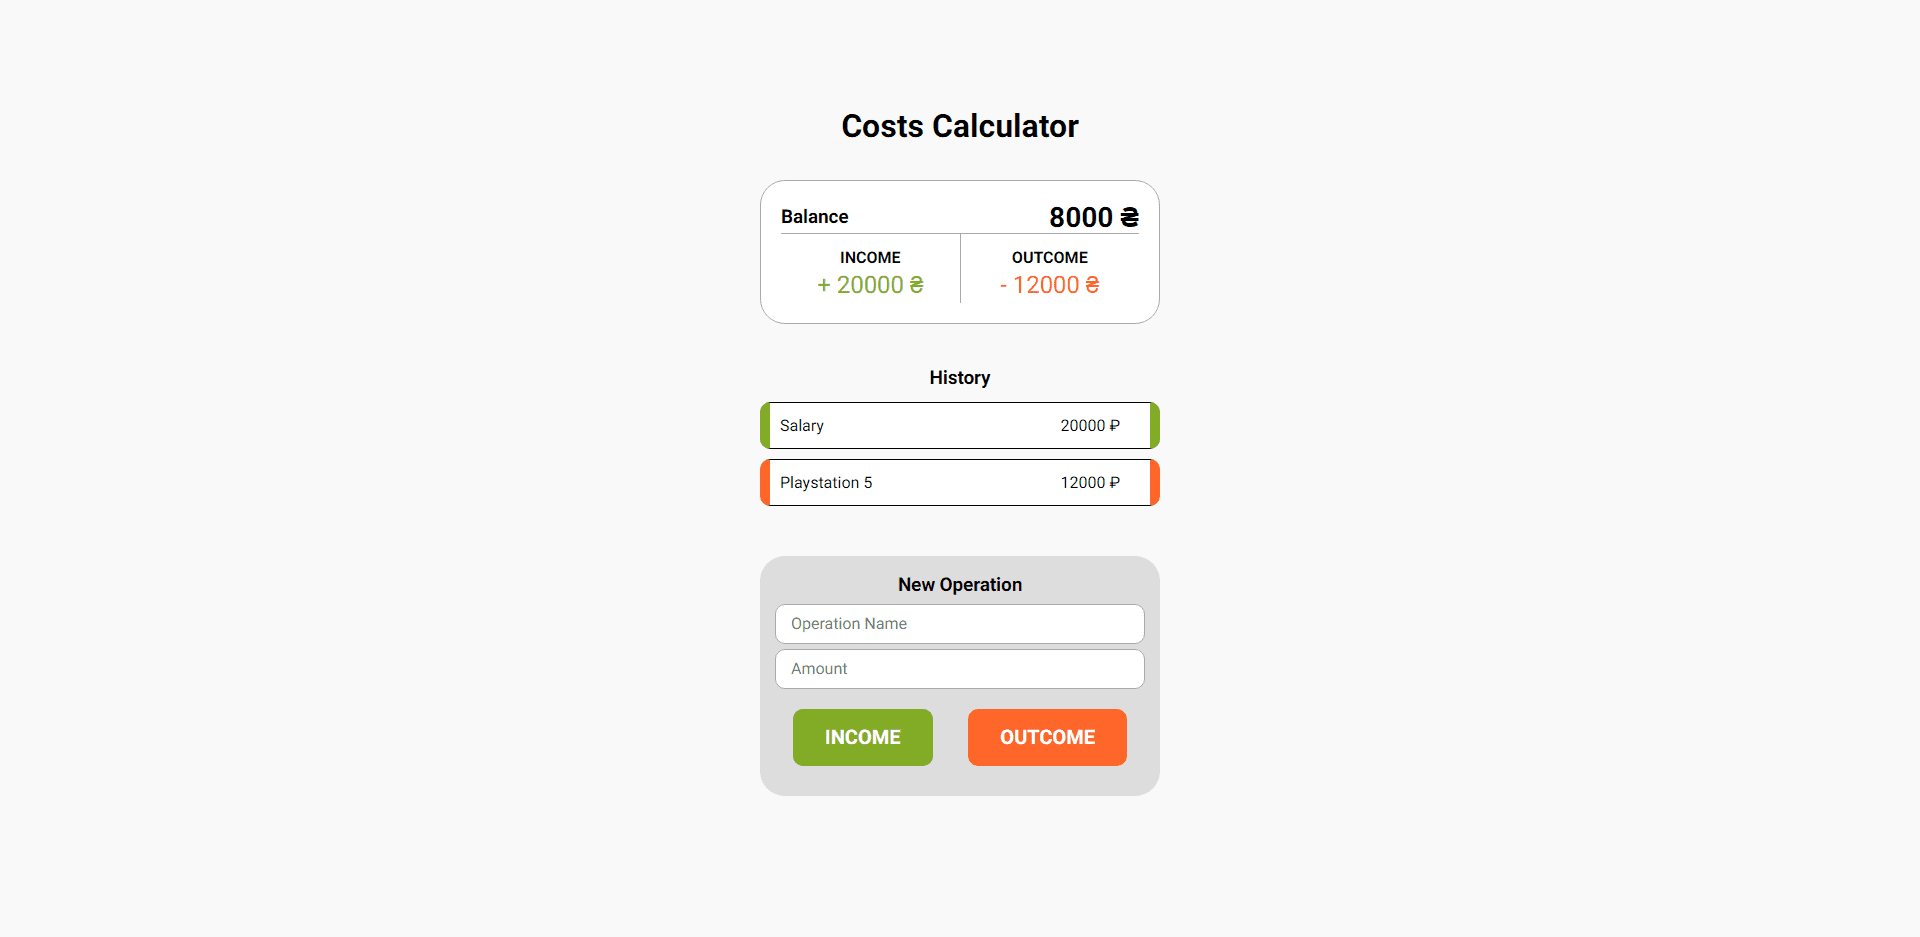 Costs Calculator
Balance 8000 ₴
INCOME OUTCOME
+ 20000 ₴ - 12000 ₴
History
Salary 20000 ₽
Playstation 5 12000 ₽
New Operation
Operation Name
Amount
INCOME OUTCOME